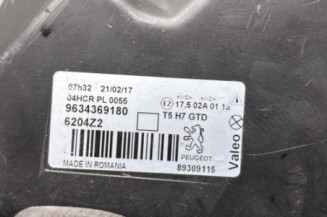 07h32 21/02/17
04HCR PL 0055
9634369180
6204Z2
E2 17,5 02A 01 1a
T5 H7 GTD
PEUGEOT
Valeo
MADE IN ROMANIA
89309115